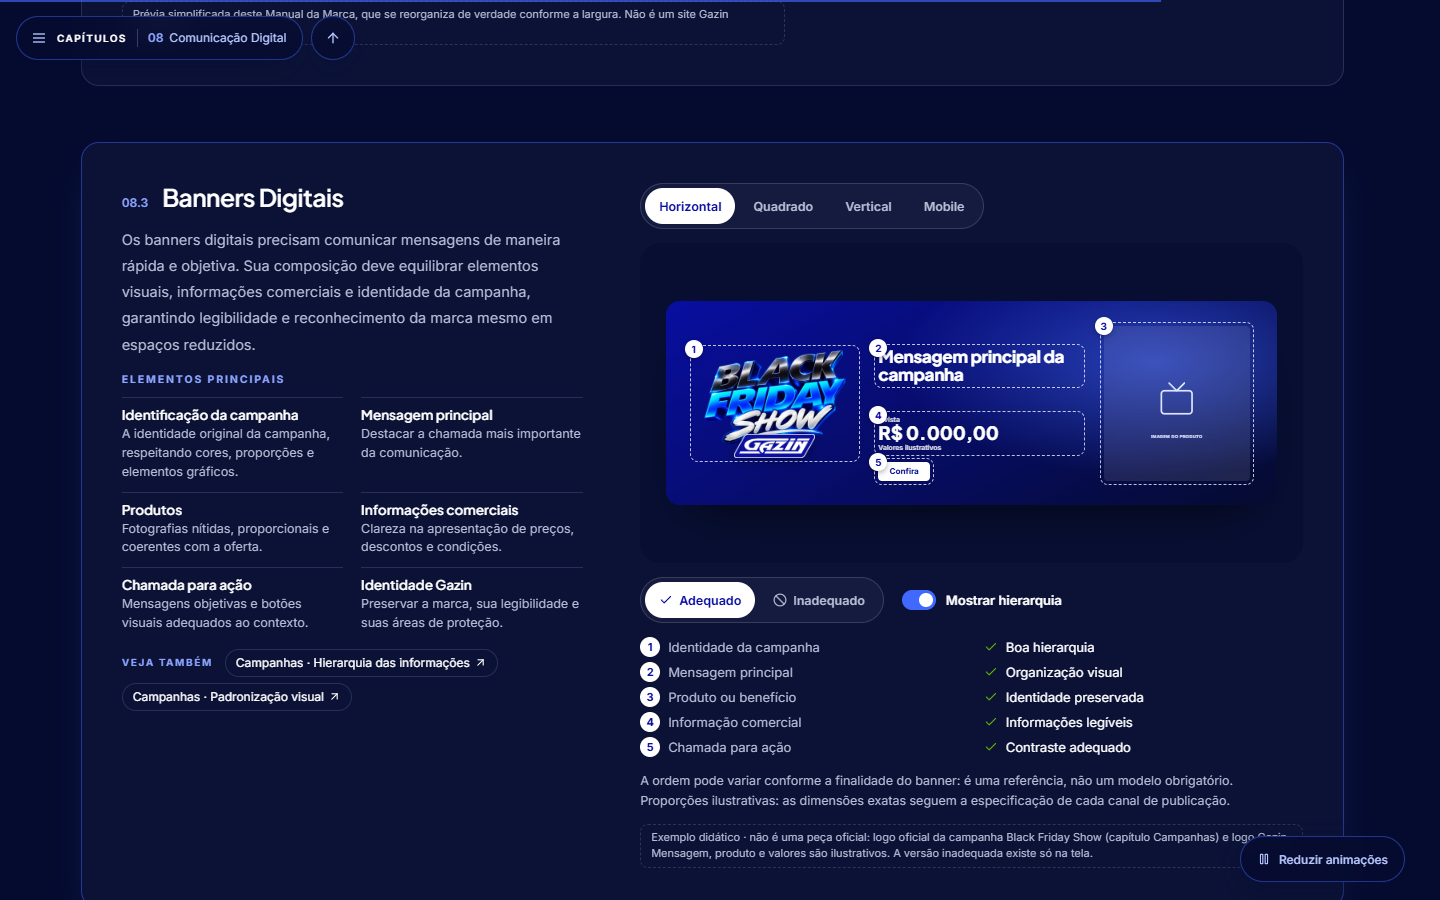 Prévia simplificada deste Manual da Marca, que se reorganiza de verdade conforme a largura. Não é um site Gazin
CAPÍTULOS
08 Comunicação Digital
08.3 Banners Digitais
Os banners digitais precisam comunicar mensagens de maneira
rápida e objetiva. Sua composição deve equilibrar elementos
visuais, informações comerciais e identidade da campanha,
garantindo legibilidade e reconhecimento da marca mesmo em
espaços reduzidos.
ELEMENTOS PRINCIPAIS
Identificação da campanha
A identidade original da campanha,
respeitando cores, proporções e
elementos gráficos.
Mensagem principal
Destacar a chamada mais importante
da comunicação.
Produtos
Fotografias nítidas, proporcionais e
coerentes com a oferta.
Informações comerciais
Clareza na apresentação de preços,
descontos e condições.
Chamada para ação
Mensagens objetivas e botões
visuais adequados ao contexto.
Identidade Gazin
Preservar a marca, sua legibilidade e
suas áreas de proteção.
VEJA TAMBÉM
Campanhas · Hierarquia das informações
Campanhas · Padronização visual
Horizontal Quadrado Vertical Mobile
1
BLACK
FRIDAY
SHOW
GAZIN
2
Mensagem principal da
campanha
4
R$ 0.000,00
Valores ilustrativos
5
Confira
3
IMAGEM DO PRODUTO
Adequado Inadequado Mostrar hierarquia
1 Identidade da campanha
2 Mensagem principal
3 Produto ou benefício
4 Informação comercial
5 Chamada para ação
Boa hierarquia
Organização visual
Identidade preservada
Informações legíveis
Contraste adequado
A ordem pode variar conforme a finalidade do banner: é uma referência, não um modelo obrigatório.
Proporções ilustrativas: as dimensões exatas seguem a especificação de cada canal de publicação.
Exemplo didático · não é uma peça oficial: logo oficial da campanha Black Friday Show (capítulo Campanhas) e logo Gazin.
Mensagem, produto e valores são ilustrativos. A versão inadequada existe só na tela.
Reduzir animações